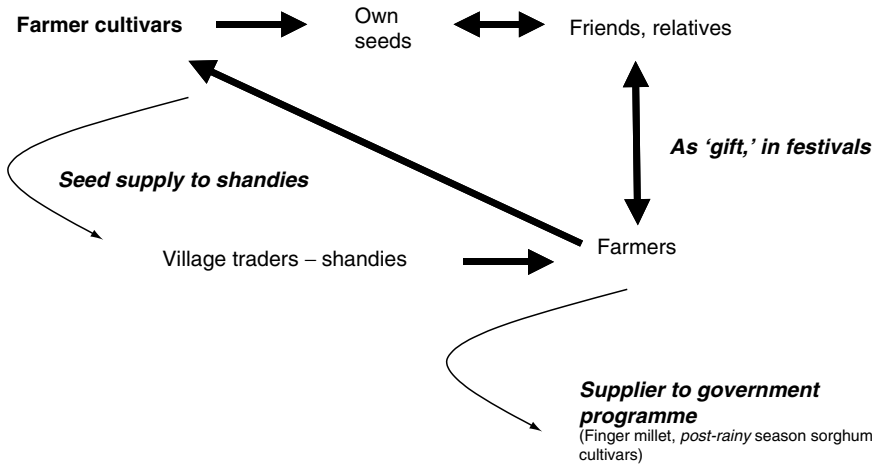 Farmer cultivars
Own
seeds
Friends, relatives
As ‘gift,’ in festivals
Seed supply to shandies
Village traders – shandies
Farmers
Supplier to government
programme
(Finger millet, post-rainy season sorghum
cultivars)